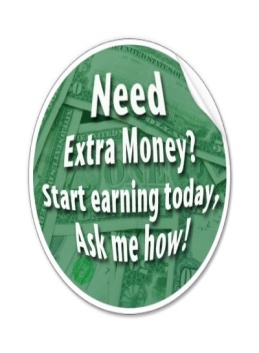 Need
Extra Money?
Start earning today,
Ask me how!